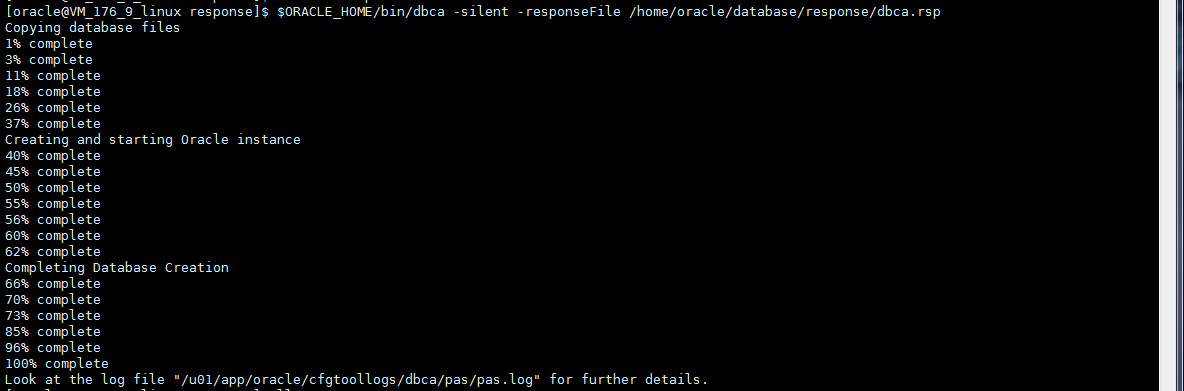 [oracle@VM_176_9_linux response]$ $ORACLE_HOME/bin/dbca -silent -responseFile /home/oracle/database/response/dbca.rsp
Copying database files
1% complete
3% complete
11% complete
18% complete
26% complete
37% complete
Creating and starting Oracle instance
40% complete
45% complete
50% complete
55% complete
56% complete
60% complete
62% complete
Completing Database Creation
66% complete
70% complete
73% complete
85% complete
96% complete
100% complete
Look at the log file "/u01/app/oracle/cfgtoollogs/dbca/pas/pas.log" for further details.